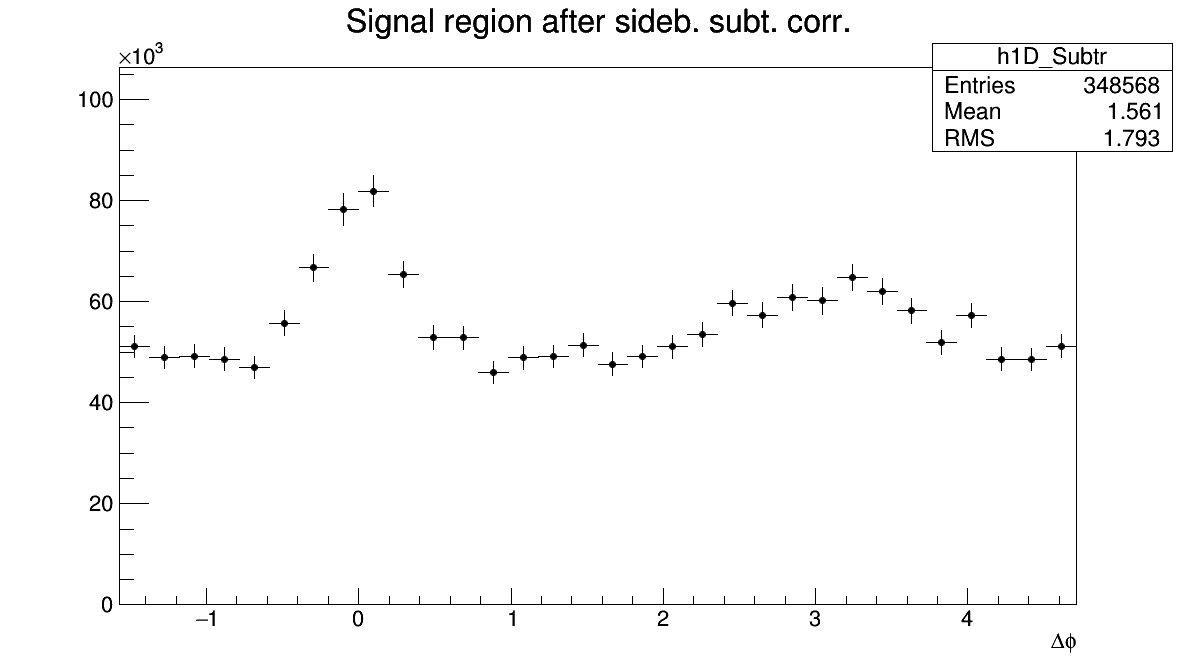 Signal region after sideb. subt. corr.
×10³
h1D_Subtr
Entries 348568
Mean 1.561
RMS 1.793
100
80
60
40
20
0
−1 0 1 2 3 4
Δϕ